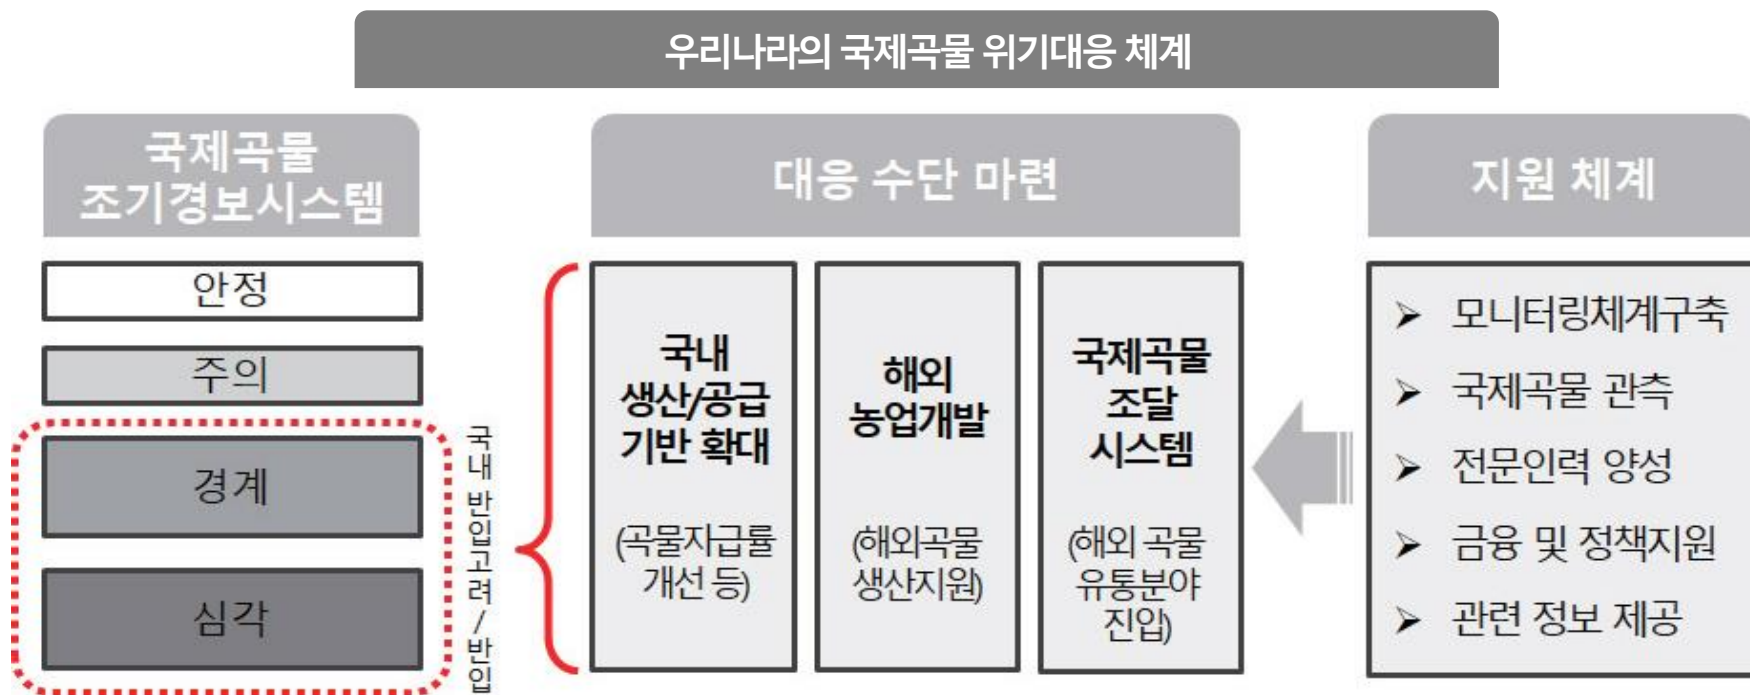 우리나라의 국제곡물 위기대응 체계
국제곡물
조기경보시스템
안정
주의
경계
심각
국내 반입고려/반입
대응 수단 마련
국내
생산/공급
기반 확대
(곡물자급률
개선 등)
해외
농업개발
(해외곡물
생산지원)
국제곡물
조달
시스템
(해외 곡물
유통분야
진입)
지원 체계
➢ 모니터링체계구축
➢ 국제곡물 관측
➢ 전문인력 양성
➢ 금융 및 정책지원
➢ 관련 정보 제공